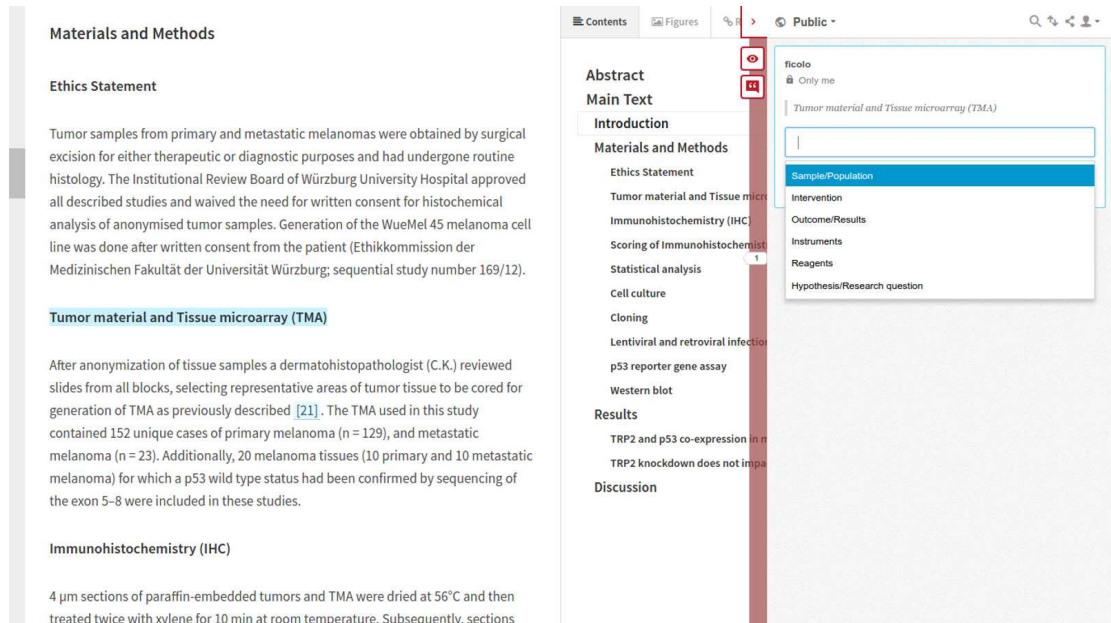 Materials and Methods
Ethics Statement
Tumor samples from primary and metastatic melanomas were obtained by surgical
excision for either therapeutic or diagnostic purposes and had undergone routine
histology. The Institutional Review Board of Würzburg University Hospital approved
all described studies and waived the need for written consent for histochemical
analysis of anonymised tumor samples. Generation of the WueMel 45 melanoma cell
line was done after written consent from the patient (Ethikkommission der
Medizinischen Fakultät der Universität Würzburg; sequential study number 169/12).
Tumor material and Tissue microarray (TMA)
After anonymization of tissue samples a dermatohistopathologist (C.K.) reviewed
slides from all blocks, selecting representative areas of tumor tissue to be cored for
generation of TMA as previously described [21]. The TMA used in this study
contained 152 unique cases of primary melanoma (n = 129), and metastatic
melanoma (n = 23). Additionally, 20 melanoma tissues (10 primary and 10 metastatic
melanoma) for which a p53 wild type status had been confirmed by sequencing of
the exon 5–8 were included in these studies.
Immunohistochemistry (IHC)
4 µm sections of paraffin-embedded tumors and TMA were dried at 56°C and then
treated twice with xylene for 10 min at room temperature. Subsequently, sections
Contents
Figures
R
Abstract
Main Text
Introduction
Materials and Methods
Ethics Statement
Tumor material and Tissue micro
Immunohistochemistry (IHC)
Scoring of Immunohistochemist
1
Statistical analysis
Cell culture
Cloning
Lentiviral and retroviral infection
p53 reporter gene assay
Western blot
Results
TRP2 and p53 co-expression in m
TRP2 knockdown does not impa
Discussion
Public
ficolo
Only me
Tumor material and Tissue microarray (TMA)
Sample/Population
Intervention
Outcome/Results
Instruments
Reagents
Hypothesis/Research question